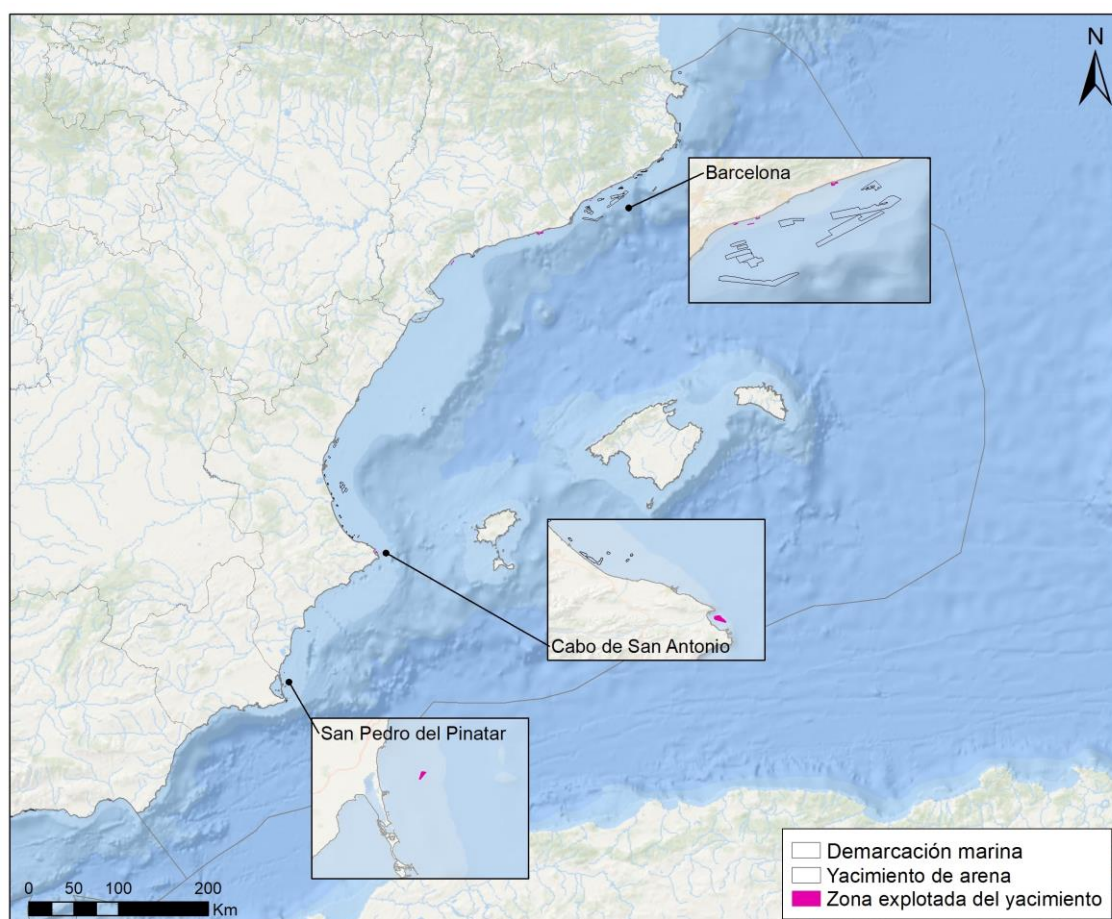 N
Barcelona
Cabo de San Antonio
San Pedro del Pinatar
Demarcación marina
Yacimiento de arena
Zona explotada del yacimiento
0 50 100 200
Km